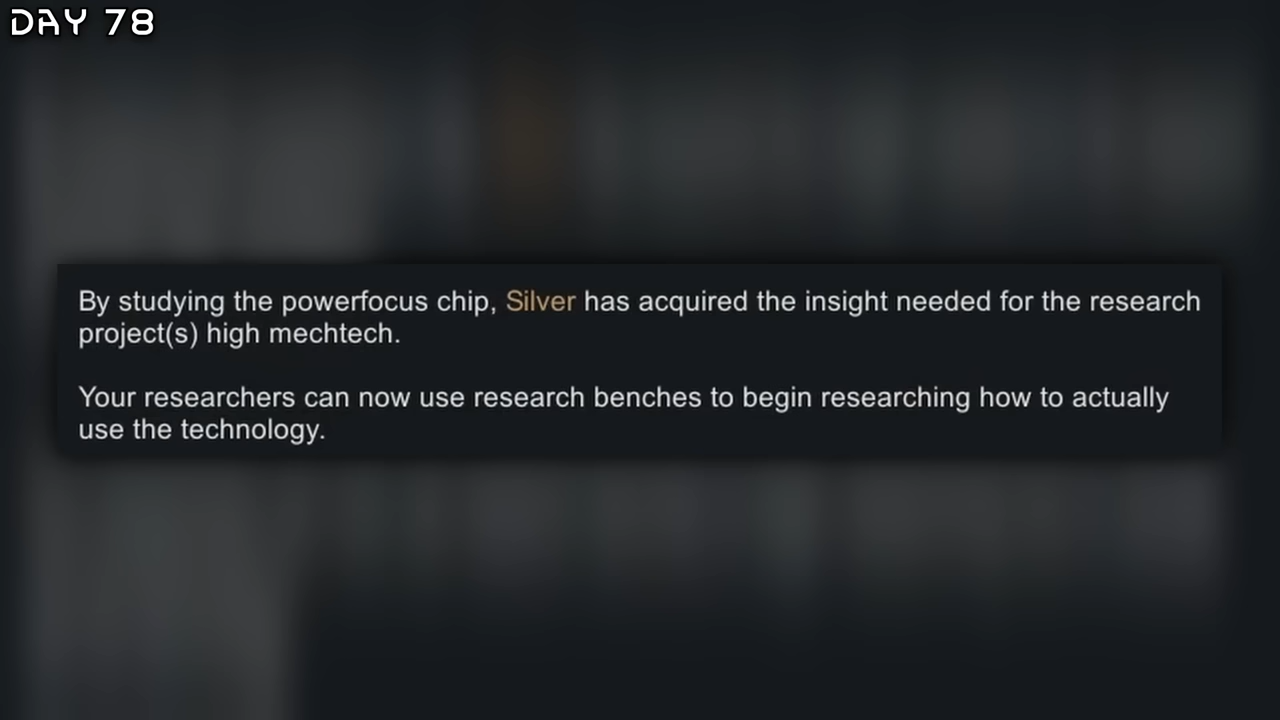 DAY 78
By studying the powerfocus chip, Silver has acquired the insight needed for the research
project(s) high mechtech.
Your researchers can now use research benches to begin researching how to actually
use the technology.